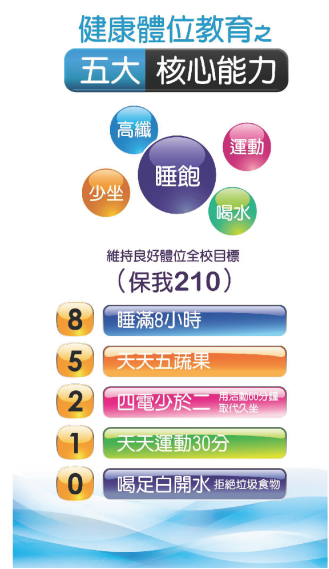 健康體位教育之
五大 核心能力
高纖
運動
睡飽
少坐
喝水
維持良好體位全校目標
（保我210）
8 睡滿8小時
5 天天五蔬果
2 四電少於二 用活動60分鐘
取代久坐
1 天天運動30分
0 喝足白開水 拒絕垃圾食物